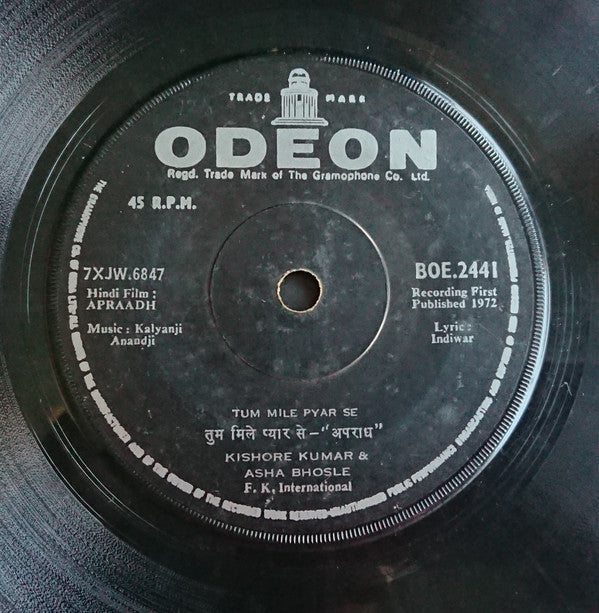 TRADE MARK
ODEON
Regd. Trade Mark of The Gramophone Co. Ltd.
45 R.P.M.
7XJW.6847
Hindi Film :
APRAADH
Music : Kalyanji
Anandji
BOE.2441
Recording First
Published 1972
Lyric :
Indiwar
TUM MILE PYAR SE
तुम मिले प्यार से – "अपराध"
KISHORE KUMAR &
ASHA BHOSLE
F. K. International